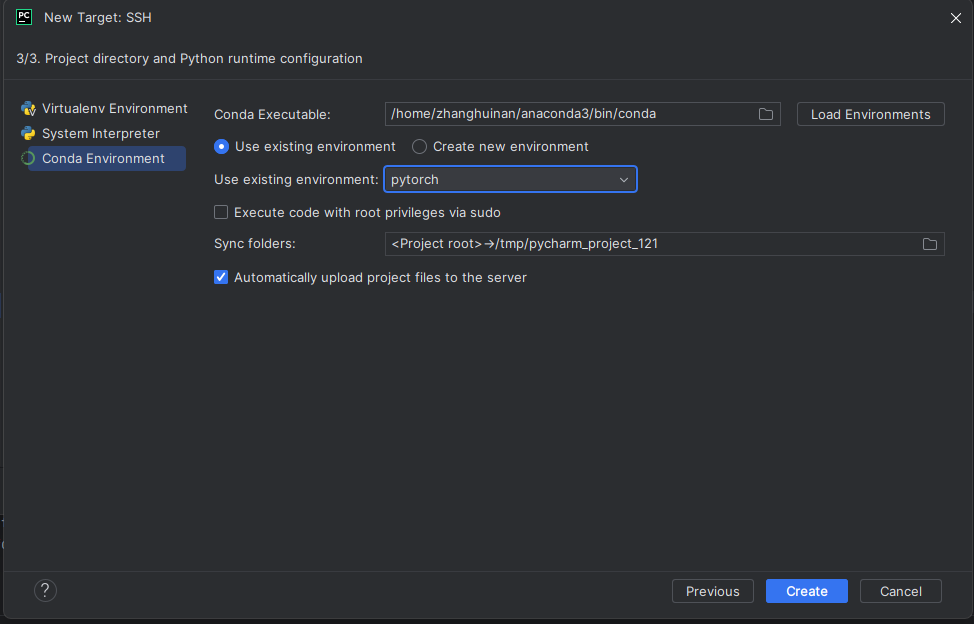 PC New Target: SSH
3/3. Project directory and Python runtime configuration
Virtualenv Environment
System Interpreter
Conda Environment
Conda Executable: /home/zhanghuinan/anaconda3/bin/conda Load Environments
Use existing environment Create new environment
Use existing environment: pytorch
Execute code with root privileges via sudo
Sync folders: <Project root>→/tmp/pycharm_project_121
Automatically upload project files to the server
? Previous Create Cancel